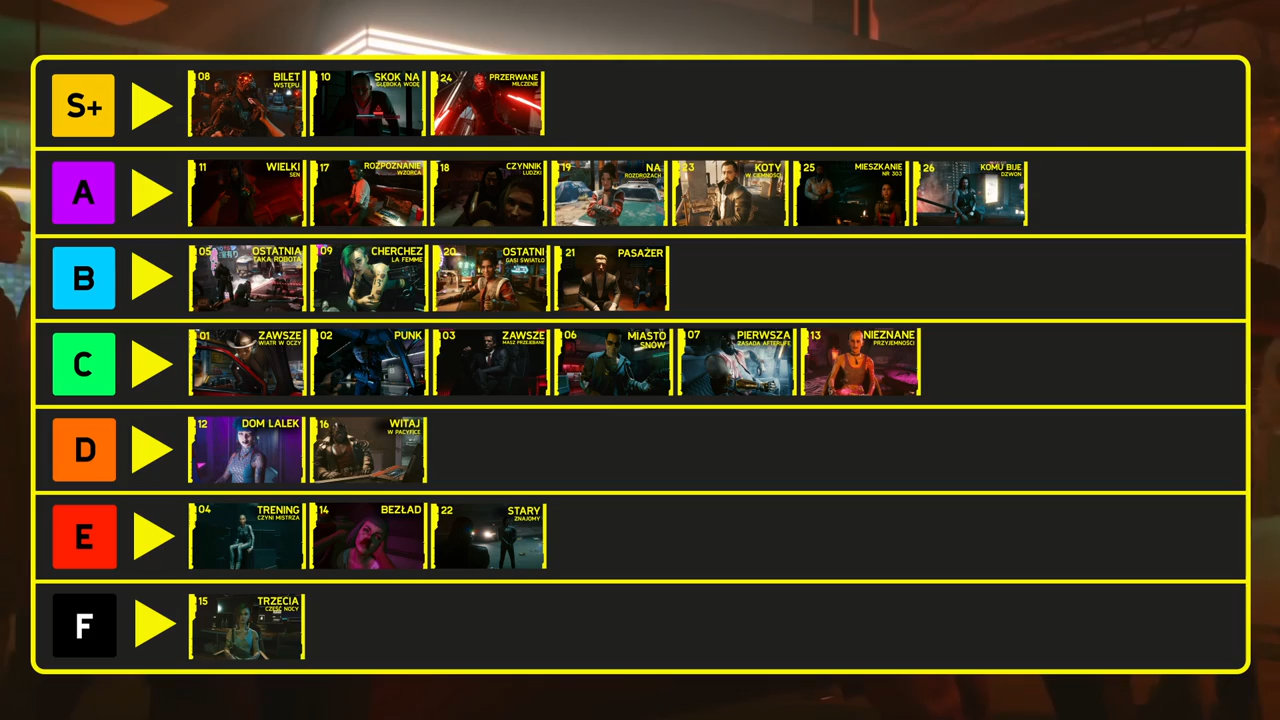 S+
08 BILET
WSTĘPU
10 SKOK NA
GŁĘBOKĄ WODĘ
24 PRZERWANE
MILCZENIE
A
11 WIELKI
SEN
17 ROZPOZNANIE
WZORCA
18 CZYNNIK
LUDZKI
19 NA
ROZDROŻACH
23 KOTY
W CIEMNOŚCI
25 MIESZKANIE
NR 303
26 KOMU BIJE
DZWON
B
05 OSTATNIA
TAKA ROBOTA
09 CHERCHEZ
LA FEMME
20 OSTATNI
GASI ŚWIATŁO
21 PASAŻER
C
01 ZAWSZE
WIATR W OCZY
02 PUNK
03 ZAWSZE
MASZ PRZEJEBANE
06 MIASTO
SNÓW
07 PIERWSZA
ZASADA AFTERLIFE
13 NIEZNANE
PRZYJEMNOŚCI
D
12 DOM LALEK
16 WITAJ
W PACYFICE
E
04 TRENING
CZYNI MISTRZA
14 BEZŁAD
22 STARY
ZNAJOMY
F
15 TRZECIA
CZĘŚĆ NOCY